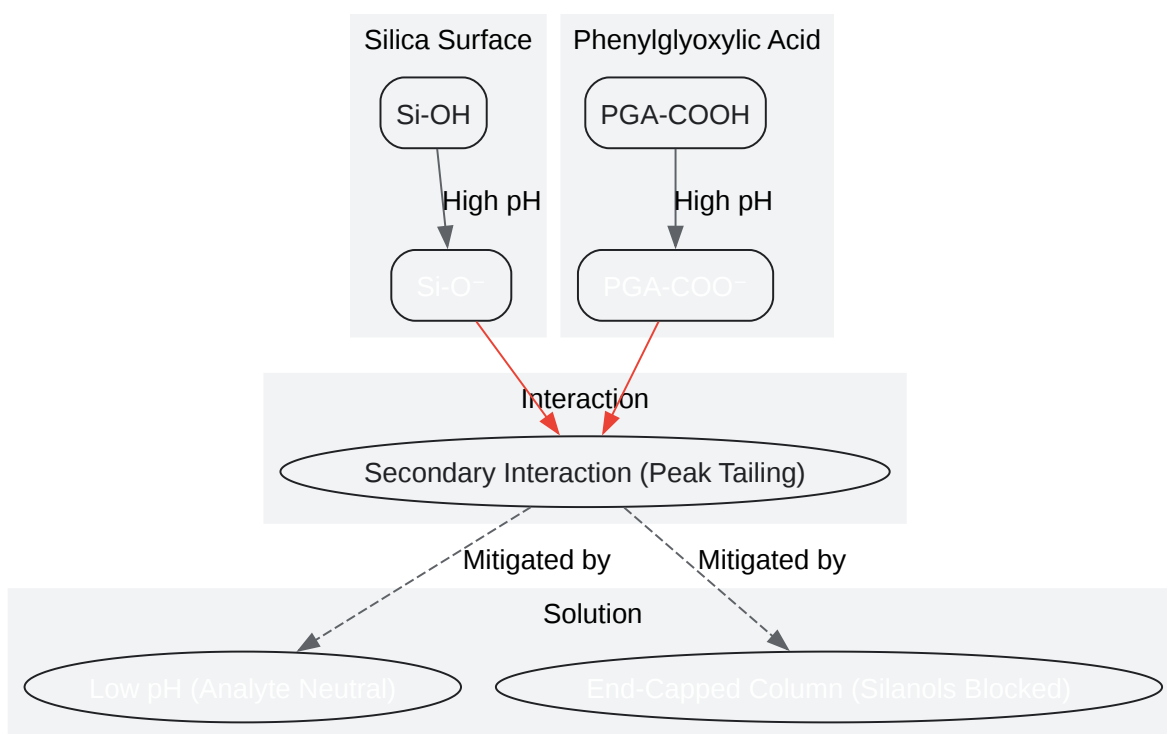 Silica Surface
Phenylglyoxylic Acid
Si-OH
PGA-COOH
High pH
High pH
Si-O⁻
PGA-COO⁻
Interaction
Secondary Interaction (Peak Tailing)
Mitigated by
Mitigated by
Solution
Low pH (Analyte Neutral)
End-Capped Column (Silanols Blocked)